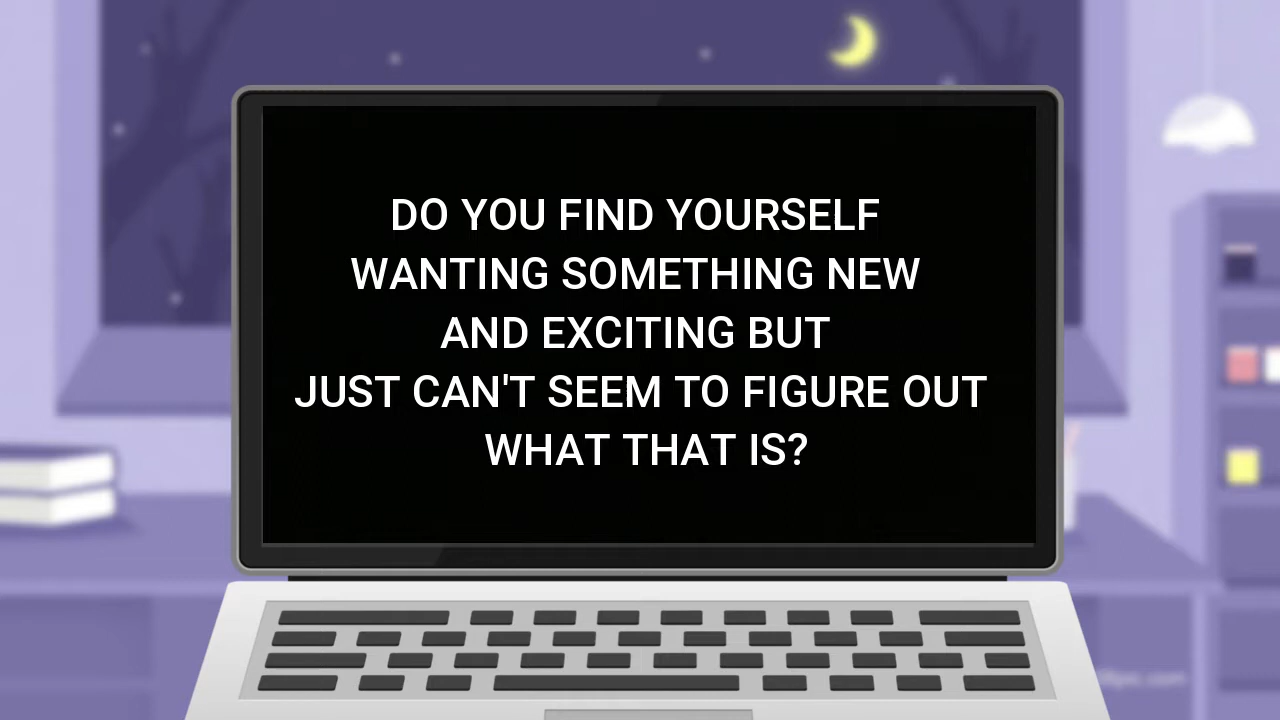 DO YOU FIND YOURSELF
WANTING SOMETHING NEW
AND EXCITING BUT
JUST CAN'T SEEM TO FIGURE OUT
WHAT THAT IS?